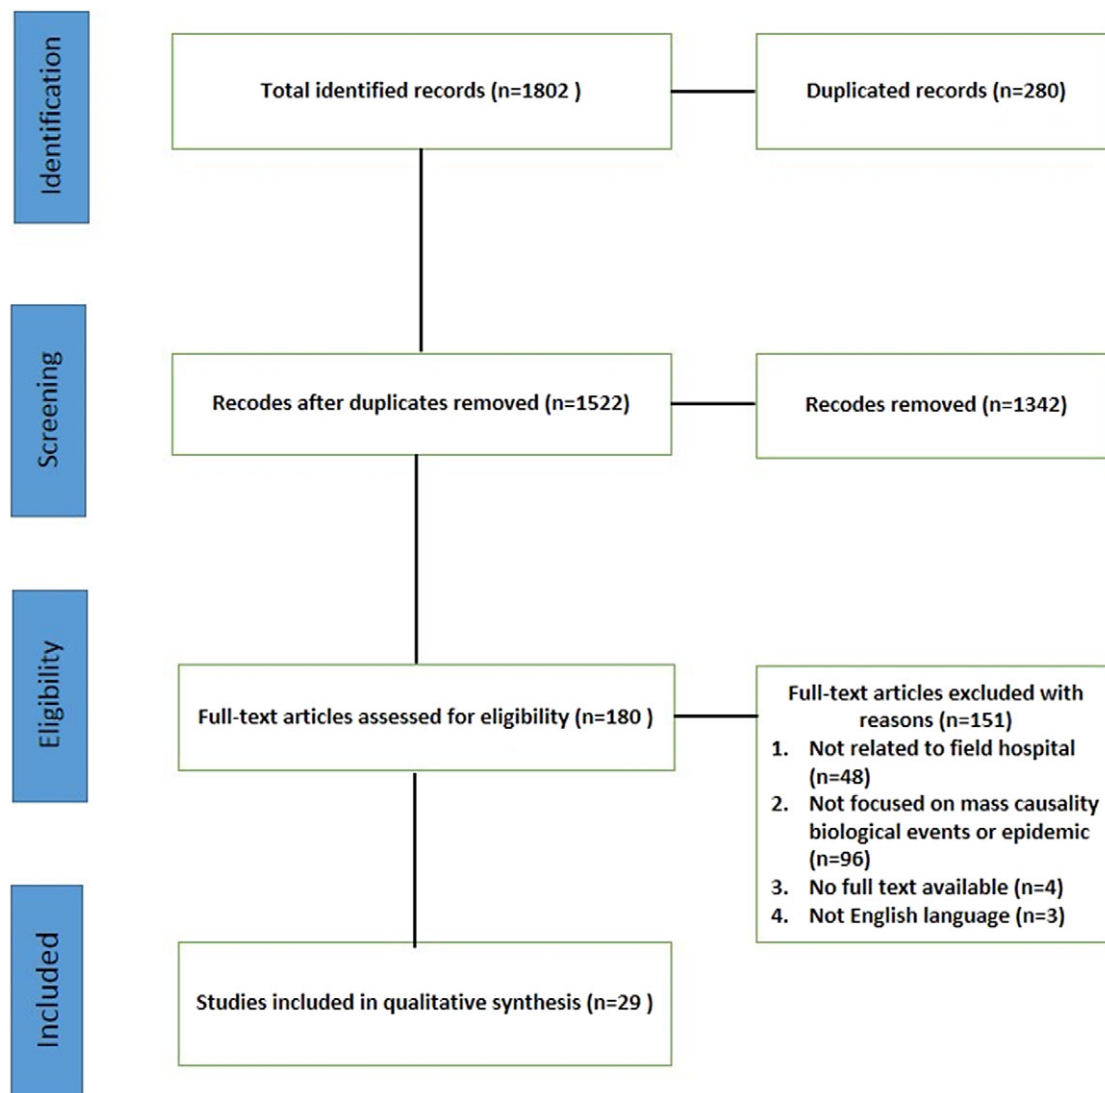 Identification
Total identified records (n=1802 )
Duplicated records (n=280)
Screening
Recodes after duplicates removed (n=1522)
Recodes removed (n=1342)
Eligibility
Full-text articles assessed for eligibility (n=180 )
Full-text articles excluded with
reasons (n=151)
1. Not related to field hospital
(n=48)
2. Not focused on mass causality
biological events or epidemic
(n=96)
3. No full text available (n=4)
4. Not English language (n=3)
Included
Studies included in qualitative synthesis (n=29 )